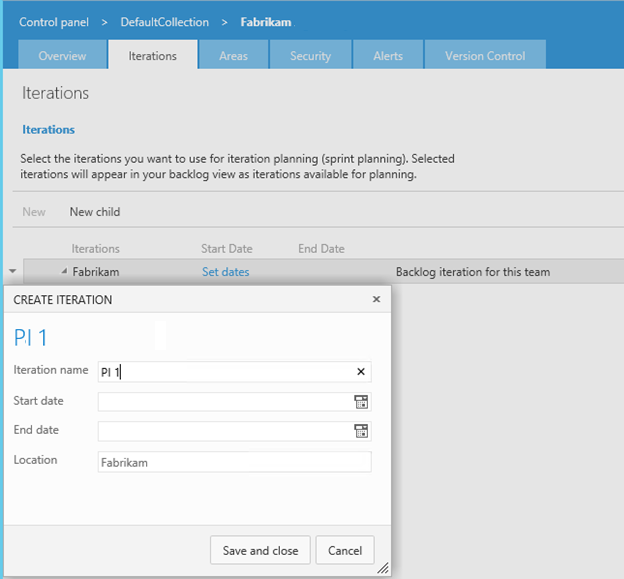 Control panel > DefaultCollection > Fabrikam
Overview Iterations Areas Security Alerts Version Control
Iterations
Iterations
Select the iterations you want to use for iteration planning (sprint planning). Selected
iterations will appear in your backlog view as iterations available for planning.
New New child
Iterations Start Date End Date
Fabrikam Set dates Backlog iteration for this team
CREATE ITERATION
PI 1
Iteration name PI 1
Start date
End date
Location Fabrikam
Save and close Cancel